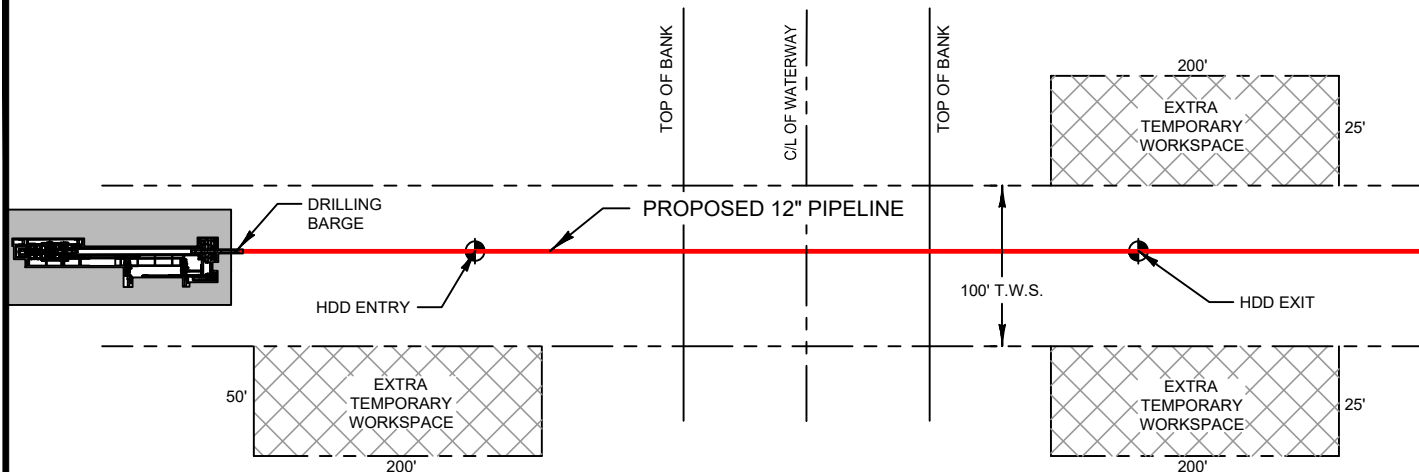 TOP OF BANK
C/L OF WATERWAY
TOP OF BANK
200'
EXTRA
TEMPORARY
WORKSPACE
25'
DRILLING
BARGE
PROPOSED 12" PIPELINE
HDD ENTRY
100' T.W.S.
HDD EXIT
50'
EXTRA
TEMPORARY
WORKSPACE
200'
EXTRA
TEMPORARY
WORKSPACE
25'
200'